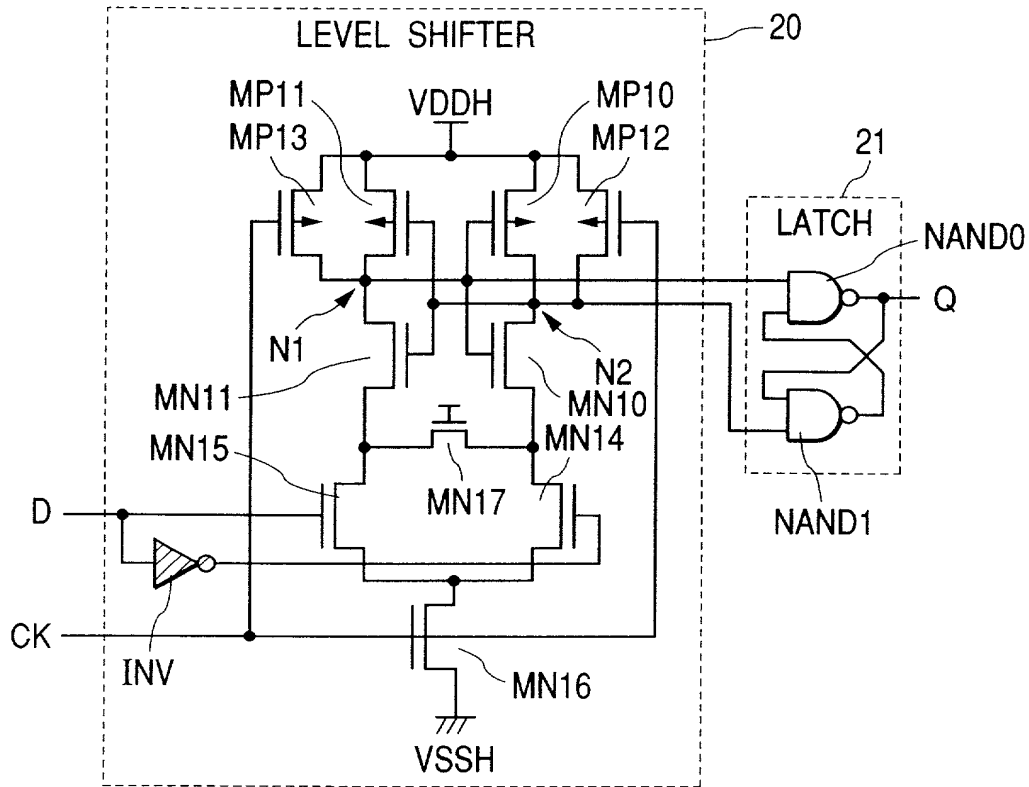 LEVEL SHIFTER
20
MP11
VDDH
MP10
MP13
MP12
21
LATCH
NAND0
Q
N1
N2
MN11
MN10
MN15
MN14
MN17
NAND1
D
CK
INV
MN16
VSSH